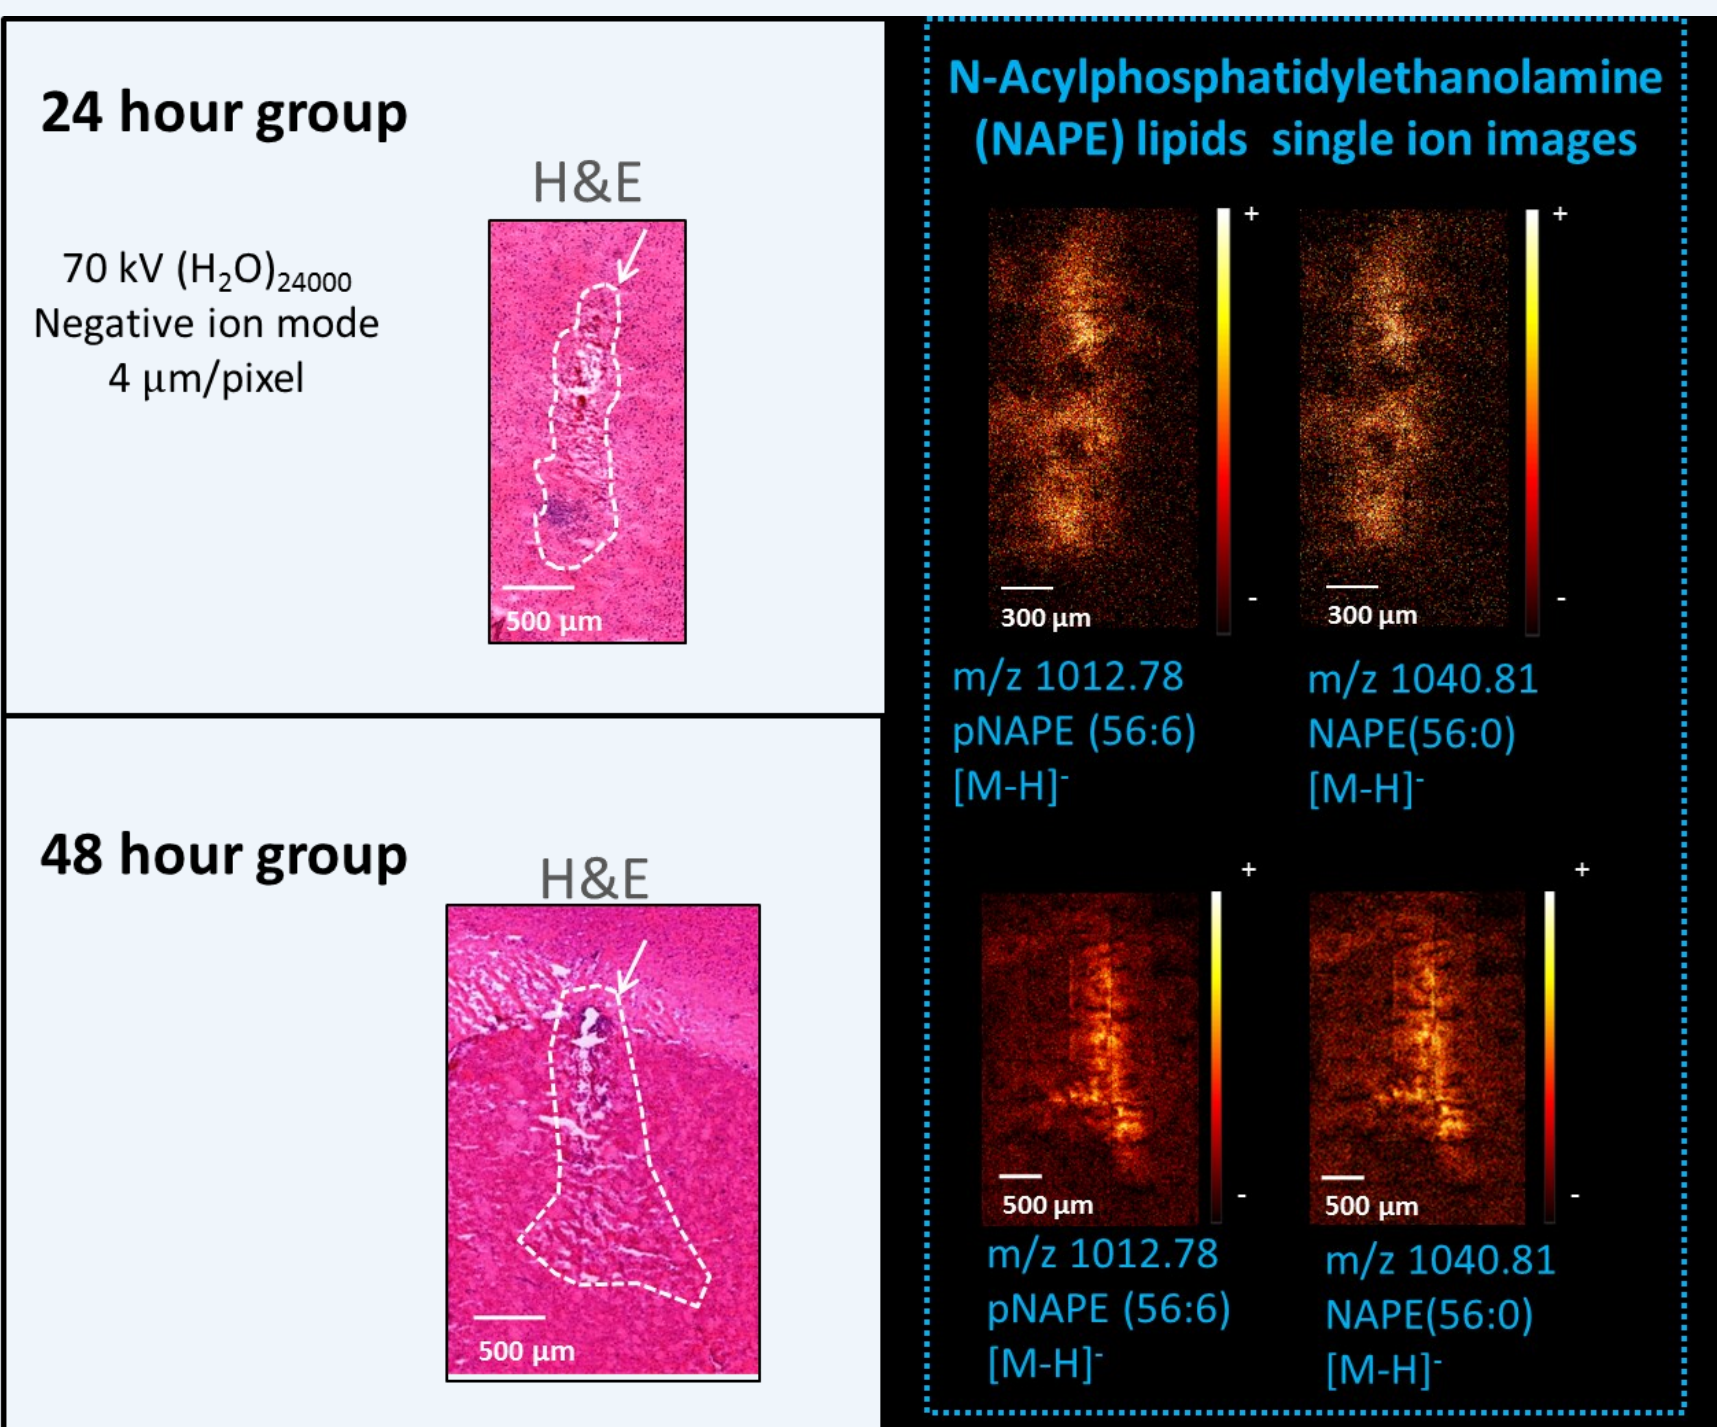 24 hour group
H&E
70 kV (H₂O)₂₄₀₀₀
Negative ion mode
4 µm/pixel
500 µm
48 hour group
H&E
500 µm
N-Acylphosphatidylethanolamine
(NAPE) lipids single ion images
+
+
-
-
300 µm
300 µm
m/z 1012.78
pNAPE (56:6)
[M-H]⁻
m/z 1040.81
NAPE(56:0)
[M-H]⁻
+
+
-
-
500 µm
500 µm
m/z 1012.78
pNAPE (56:6)
[M-H]⁻
m/z 1040.81
NAPE(56:0)
[M-H]⁻